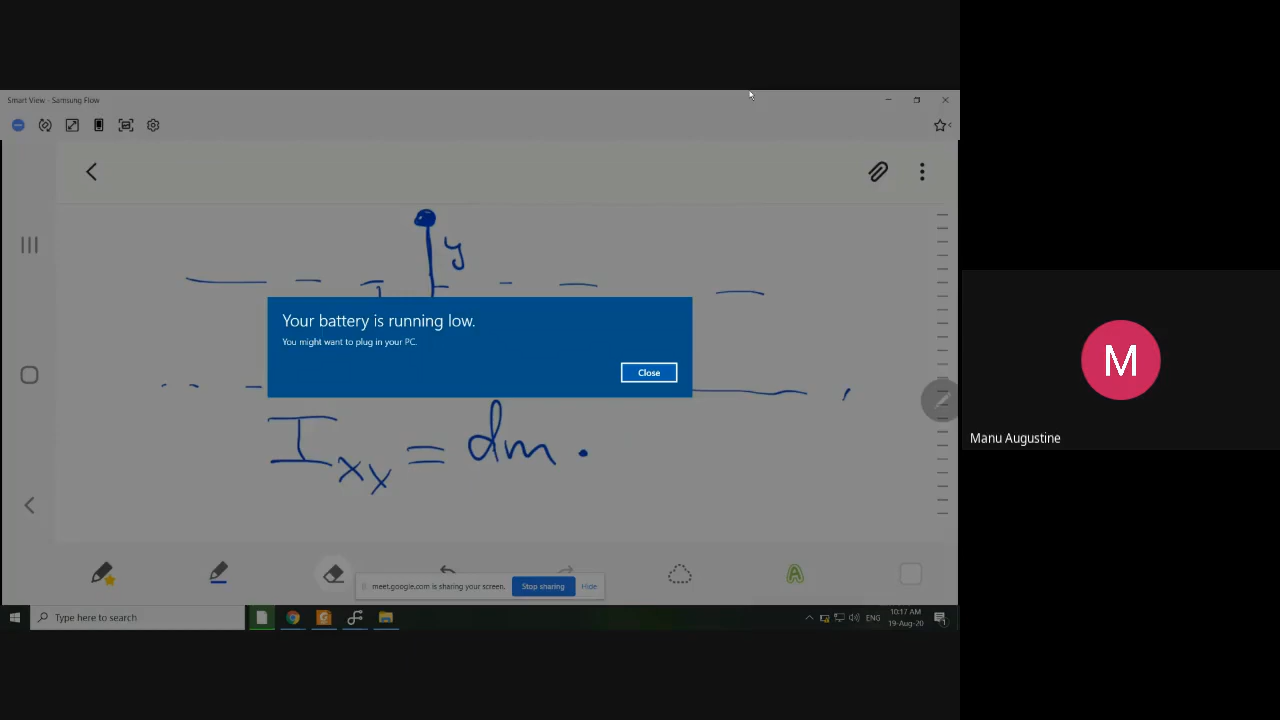 Smart View - Samsung Flow
y
Your battery is running low.
You might want to plug in your PC.
Close
I xx = dm .
M
Manu Augustine
A
meet.google.com is sharing your screen. Stop sharing Hide
Type here to search
ENG
10:17 AM
19-Aug-20